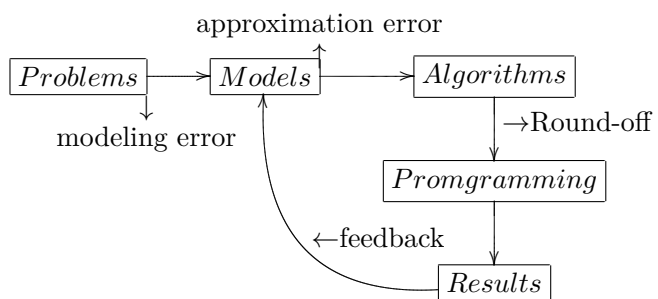 approximation error
Problems
Models
Algorithms
modeling error
→Round-off
Promgramming
←feedback
Results